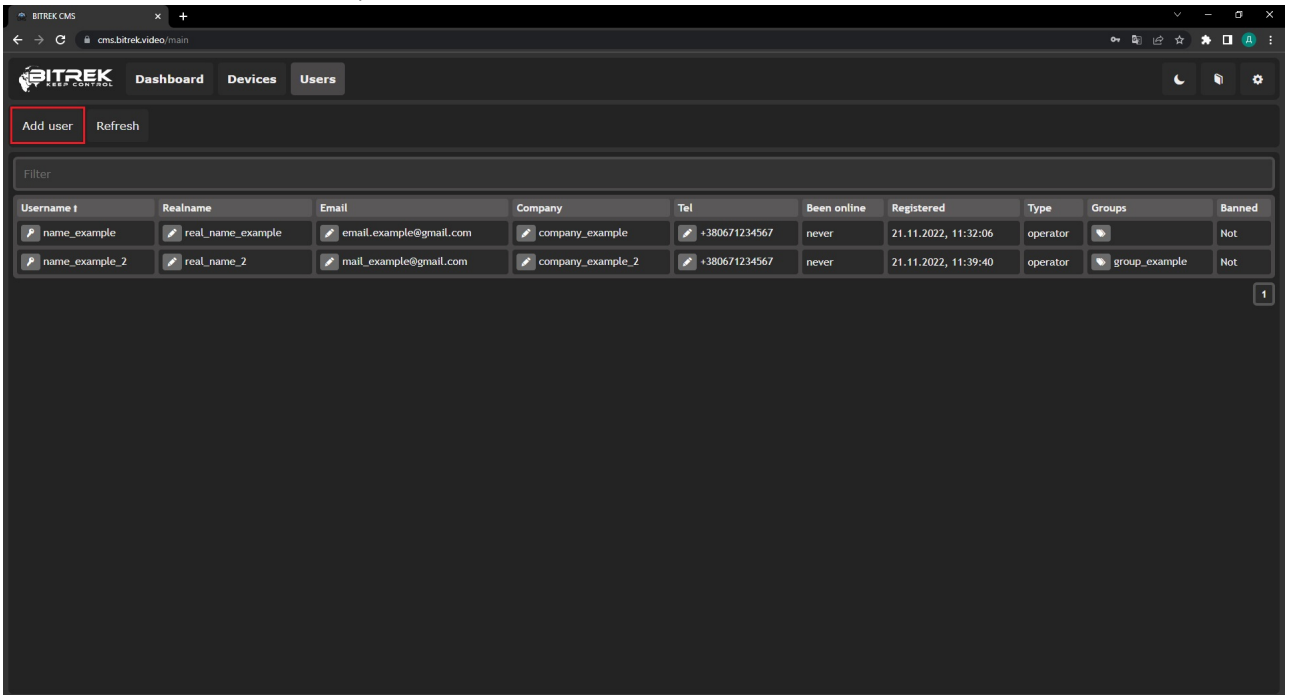 BITREK CMS
cms.bitrek.video/main
Д
BITREK KEEP CONTROL Dashboard Devices Users
Add user Refresh
Filter
Username Realname Email Company Tel Been online Registered Type Groups Banned
name_example real_name_example email.example@gmail.com company_example +380671234567 never 21.11.2022, 11:32:06 operator Not
name_example_2 real_name_2 mail_example@gmail.com company_example_2 +380671234567 never 21.11.2022, 11:39:40 operator group_example Not
1